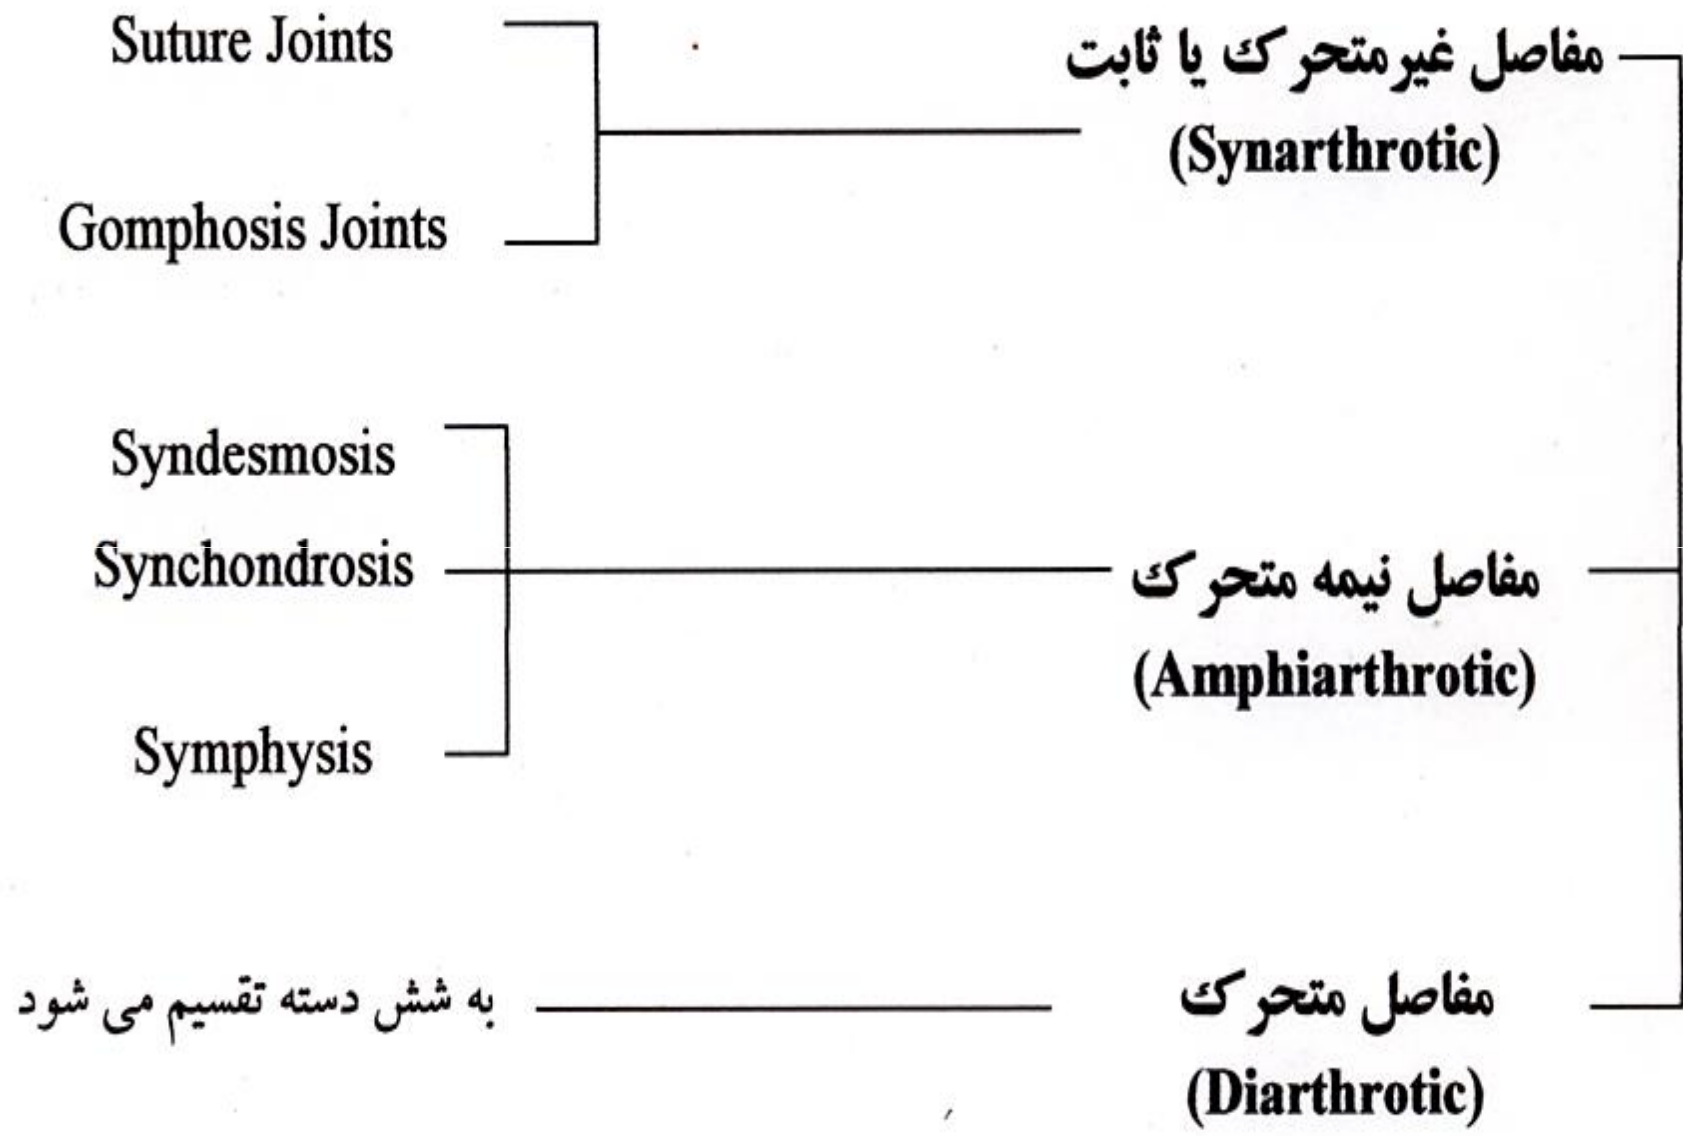 مفاصل غیرمتحرک یا ثابت
(Synarthrotic)
Suture Joints
Gomphosis Joints
مفاصل نیمه متحرک
(Amphiarthrotic)
Syndesmosis
Synchondrosis
Symphysis
مفاصل متحرک
(Diarthrotic)
به شش دسته تقسیم می شود